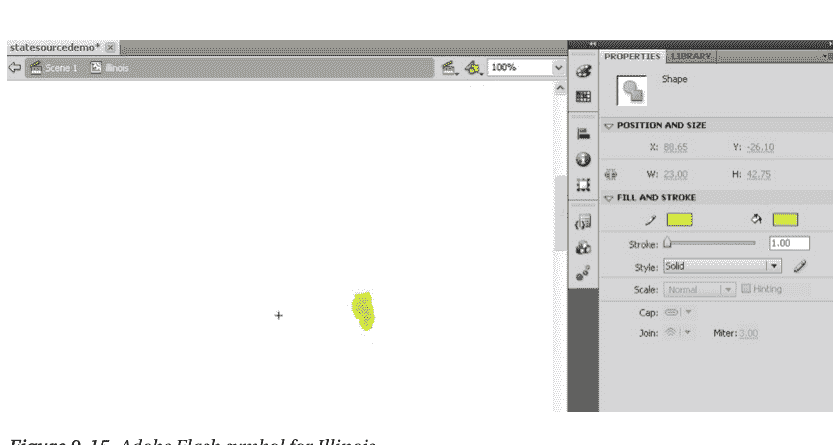 statesourcedemo*
Scene 1 Illinois
100%
PROPERTIES LIBRARY
Shape
POSITION AND SIZE
X: 80.65 Y: -26.10
W: 23.00 H: 42.75
FILL AND STROKE
Stroke: 1.00
Style: Solid
Scale: Normal Hinting
Cap:
Join: Miter: 3.00
Figure 9-15. Adobe Flash symbol for Illinois